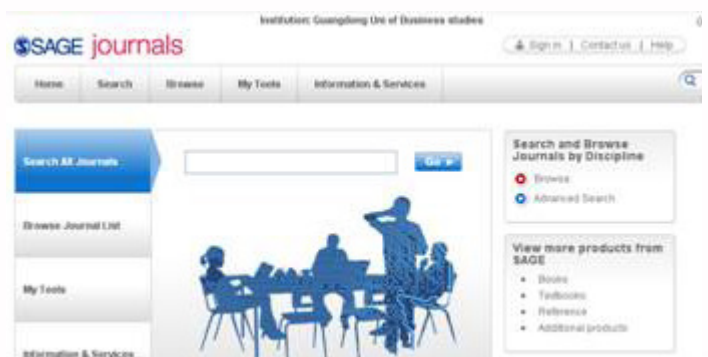 Institution: Guangdong Uni of Business studies
SAGE journals
Sign in | Contact us | Help
Home Search Browse My Tools Information & Services
Search All Journals
Go
Browse Journal List
My Tools
Information & Services
Search and Browse
Journals by Discipline
Browse
Advanced Search
View more products from
SAGE
Books
Textbooks
Reference
Additional products